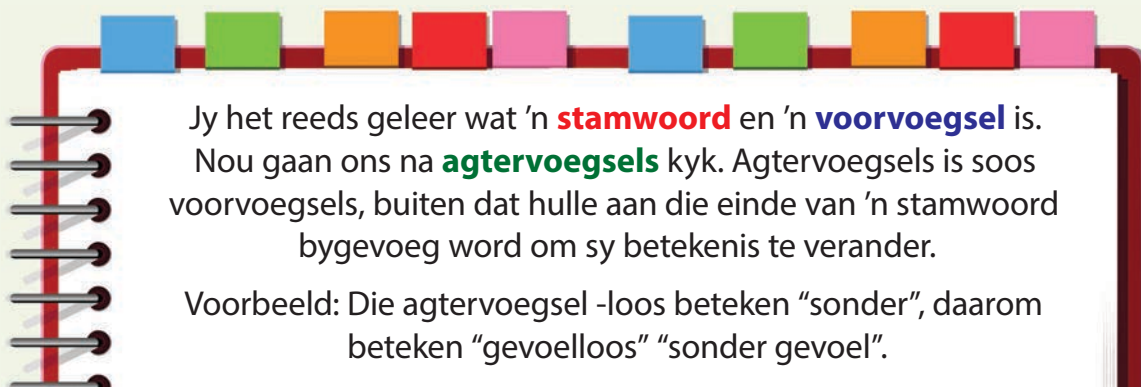 Jy het reeds geleer wat ’n stamwoord en ’n voorvoegsel is.
Nou gaan ons na agtervoegsels kyk. Agtervoegsels is soos
voorvoegsels, buiten dat hulle aan die einde van ’n stamwoord
bygevoeg word om sy betekenis te verander.
Voorbeeld: Die agtervoegsel -loos beteken “sonder”, daarom
beteken “gevoelloos” “sonder gevoel”.